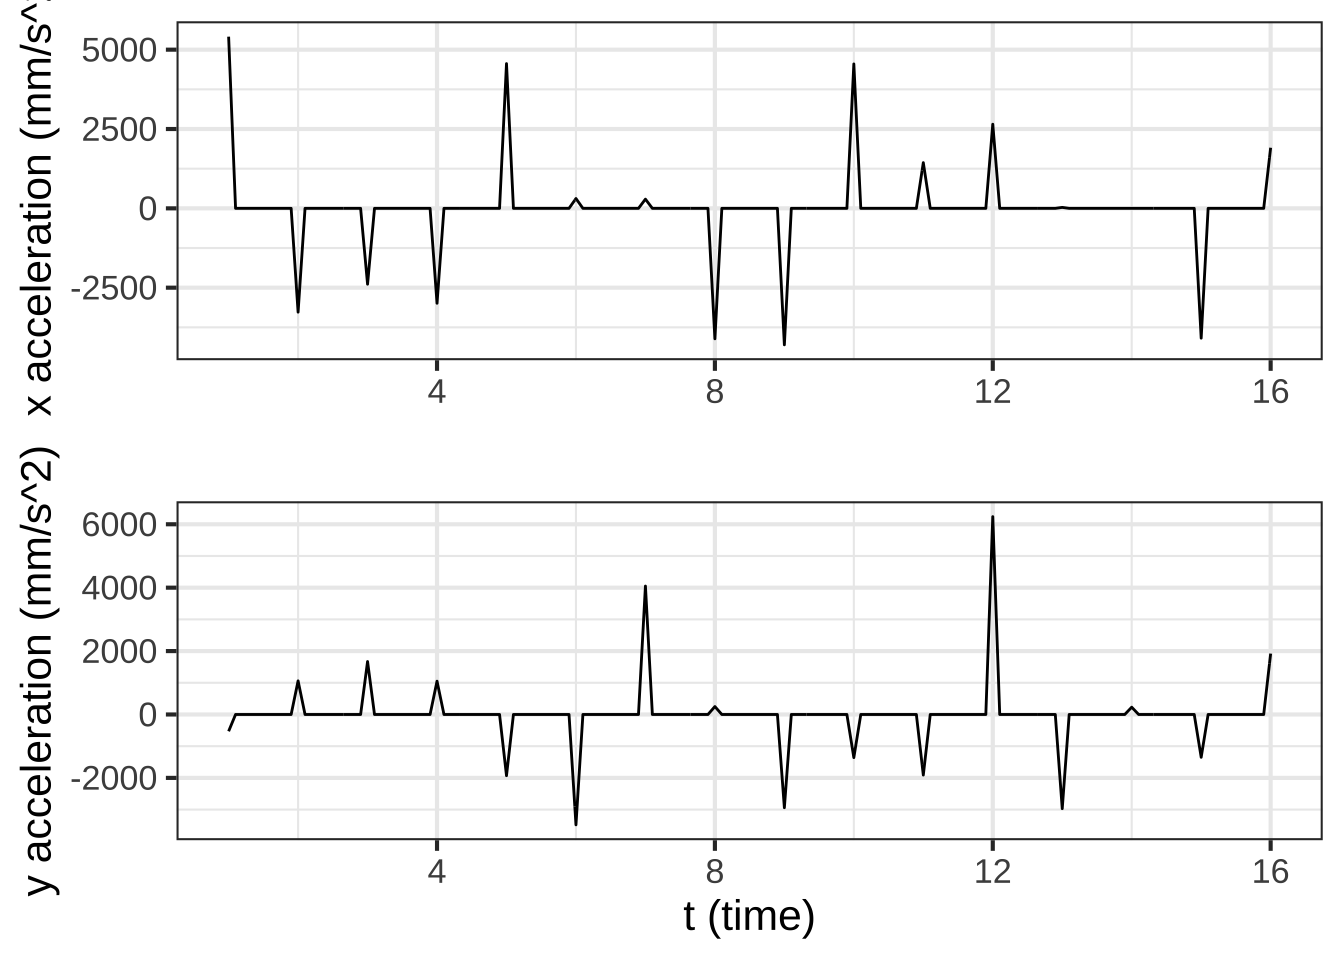 x acceleration (mm/s^
5000
2500
0
-2500
4 8 12 16
y acceleration (mm/s^2)
6000
4000
2000
0
-2000
4 8 12 16
t (time)